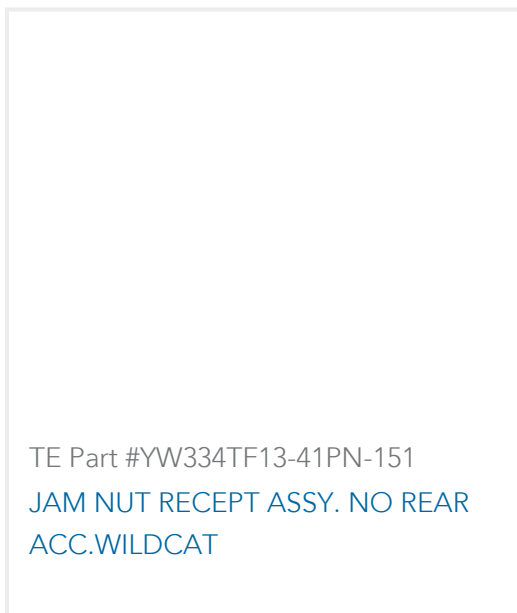 TE Part #YW334TF13-41PN-151
JAM NUT RECEPT ASSY. NO REAR
ACC.WILDCAT